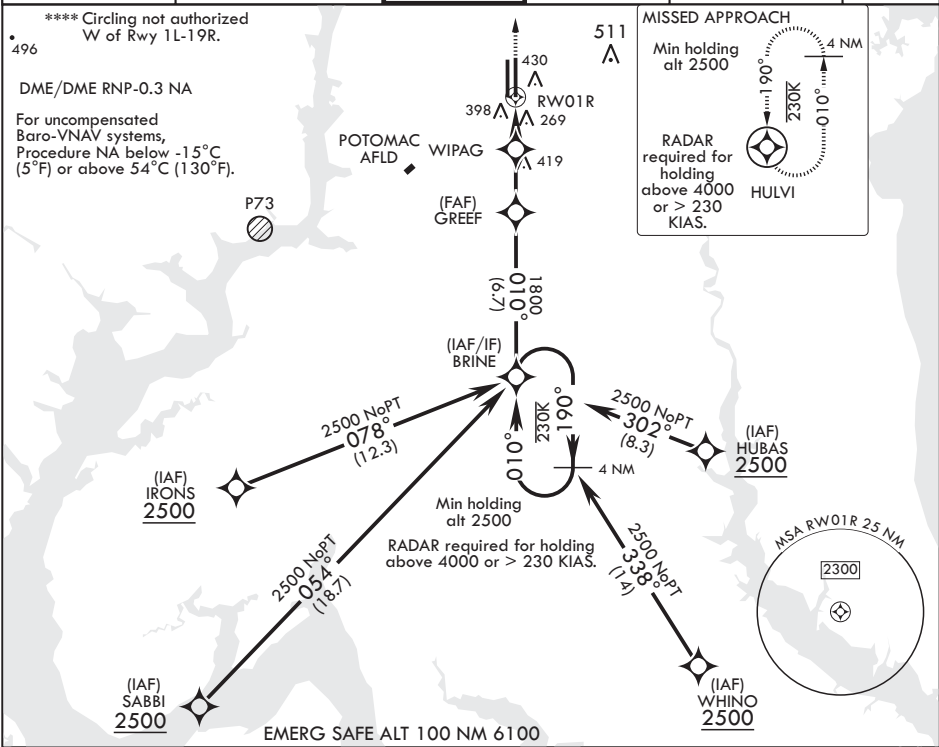 **** Circling not authorized
W of Rwy 1L-19R.
496
DME/DME RNP-0.3 NA
For uncompensated
Baro-VNAV systems,
Procedure NA below -15°C
(5°F) or above 54°C (130°F).
P73
POTOMAC
AFLD
430
RW01R
398
269
WIPAG
419
(FAF)
GREEF
511
MISSED APPROACH
Min holding
alt 2500
4 NM
190°
230K
010°
RADAR
required for
holding
above 4000
or > 230
KIAS.
HULVI
1800
010°
(6.7)
(IAF/IF)
BRINE
2500 NoPT
078°
(12.3)
(IAF)
IRONS
2500
010°
230K
190°
4 NM
2500 NoPT
302°
(8.3)
(IAF)
HUBAS
2500
Min holding
alt 2500
RADAR required for holding
above 4000 or > 230 KIAS.
2500 NoPT
054°
(18.7)
2500 NoPT
338°
(14)
MSA RW01R 25 NM
2300
(IAF)
SABBI
2500
(IAF)
WHINO
2500
EMERG SAFE ALT 100 NM 6100